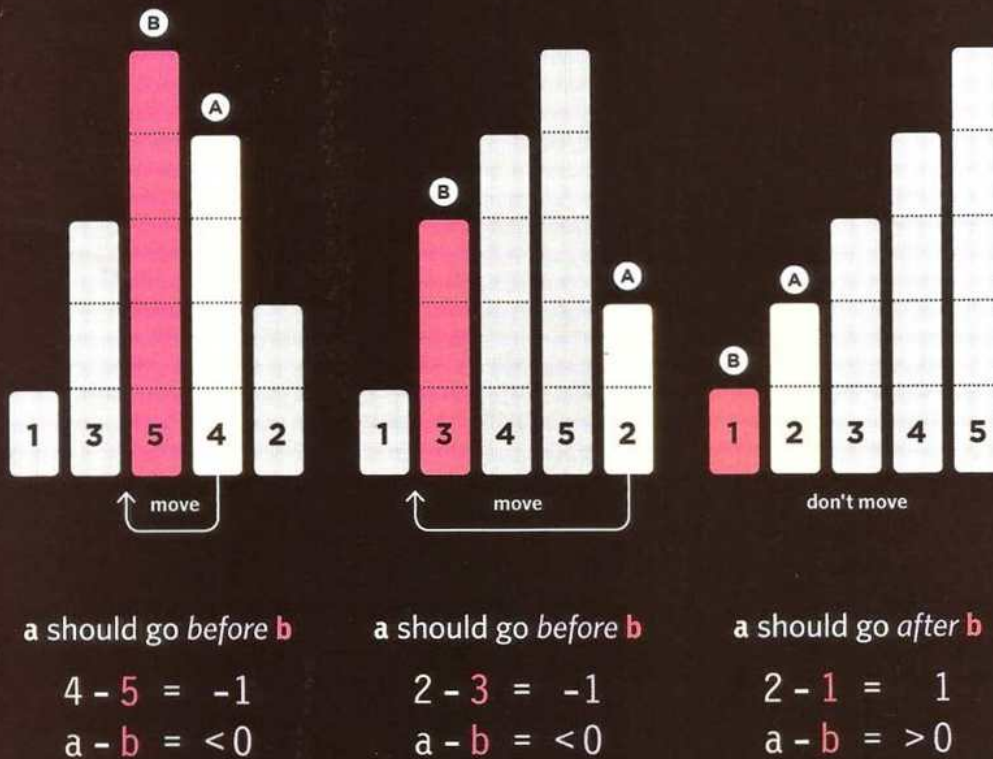 B
A
1 3 5 4 2
move
a should go before b
4 - 5 = -1
a - b = <0
B
A
1 3 4 5 2
move
a should go before b
2 - 3 = -1
a - b = <0
B
A
1 2 3 4 5
don't move
a should go after b
2 - 1 = 1
a - b = >0